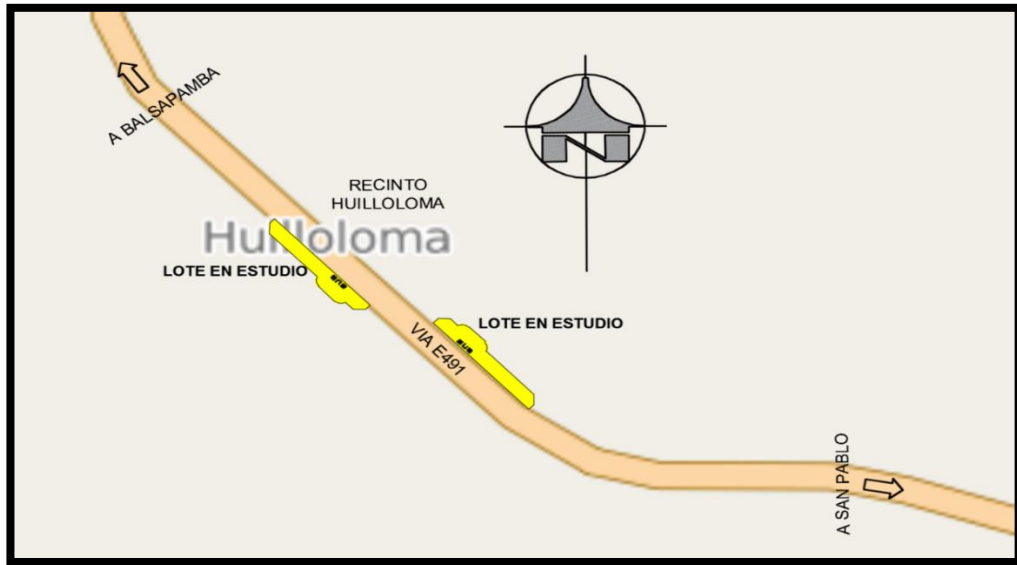 A BALSAPAMBA
RECINTO
HUILLOLOMA
Huilloloma
LOTE EN ESTUDIO
LOTE EN ESTUDIO
VIA E491
A SAN PABLO
N